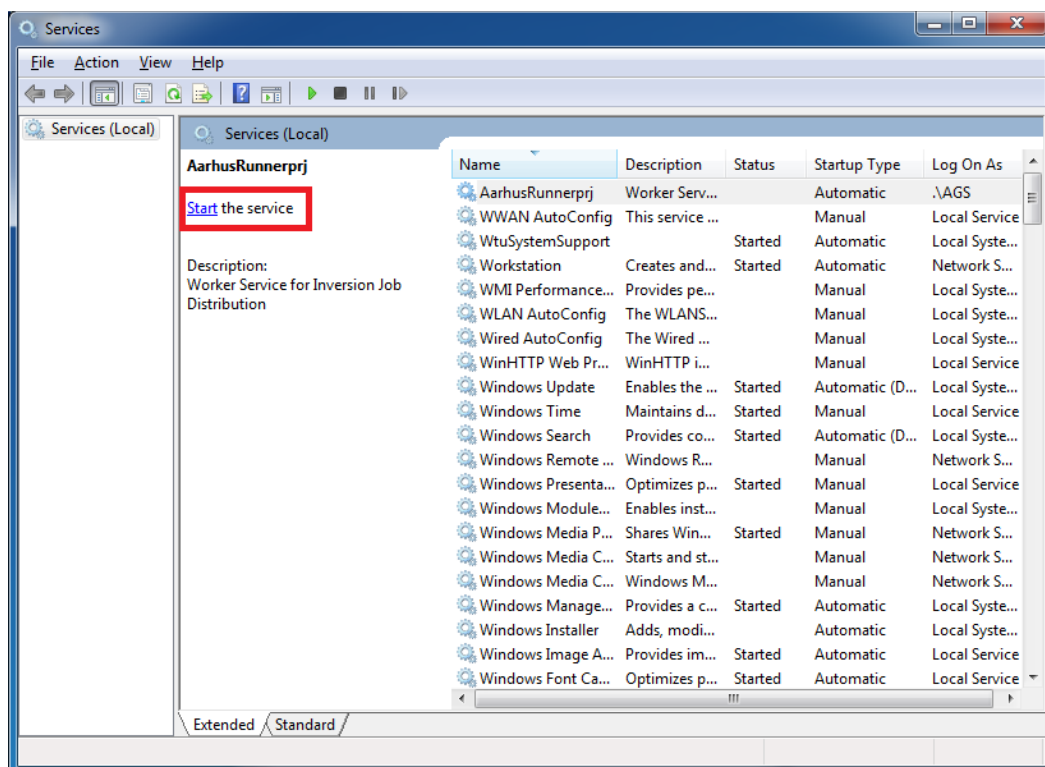 Services
File Action View Help
Services (Local)
Services (Local)
AarhusRunnerprj
Start the service
Description:
Worker Service for Inversion Job
Distribution
Name Description Status Startup Type Log On As
AarhusRunnerprj Worker Serv... Automatic .\AGS
WWAN AutoConfig This service ... Manual Local Service
WtuSystemSupport Started Automatic Local Syste...
Workstation Creates and... Started Automatic Network S...
WMI Performance... Provides pe... Manual Local Syste...
WLAN AutoConfig The WLANS... Manual Local Syste...
Wired AutoConfig The Wired ... Manual Local Syste...
WinHTTP Web Pr... WinHTTP i... Manual Local Service
Windows Update Enables the ... Started Automatic (D... Local Syste...
Windows Time Maintains d... Started Manual Local Service
Windows Search Provides co... Started Automatic (D... Local Syste...
Windows Remote ... Windows R... Manual Network S...
Windows Presenta... Optimizes p... Started Manual Local Service
Windows Module... Enables inst... Manual Local Syste...
Windows Media P... Shares Win... Started Manual Network S...
Windows Media C... Starts and st... Manual Network S...
Windows Media C... Windows M... Manual Network S...
Windows Manage... Provides a c... Started Automatic Local Syste...
Windows Installer Adds, modi... Automatic Local Syste...
Windows Image A... Provides im... Started Automatic Local Service
Windows Font Ca... Optimizes p... Started Automatic Local Service
Extended Standard